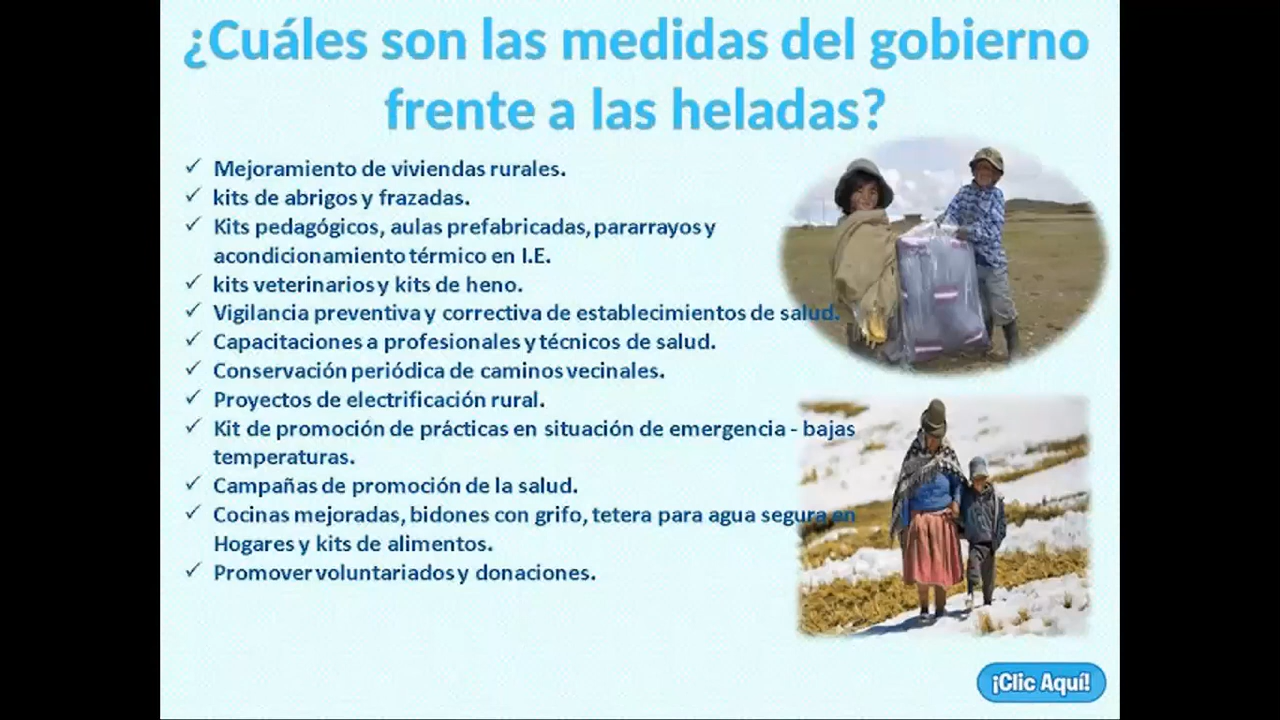 ¿Cuáles son las medidas del gobierno
frente a las heladas?
✓ Mejoramiento de viviendas rurales.
✓ kits de abrigos y frazadas.
✓ Kits pedagógicos, aulas prefabricadas, pararrayos y
acondicionamiento térmico en I.E.
✓ kits veterinarios y kits de heno.
✓ Vigilancia preventiva y correctiva de establecimientos de salud.
✓ Capacitaciones a profesionales y técnicos de salud.
✓ Conservación periódica de caminos vecinales.
✓ Proyectos de electrificación rural.
✓ Kit de promoción de prácticas en situación de emergencia - bajas
temperaturas.
✓ Campañas de promoción de la salud.
✓ Cocinas mejoradas, bidones con grifo, tetera para agua segura en
Hogares y kits de alimentos.
✓ Promover voluntariados y donaciones.
¡Clic Aquí!